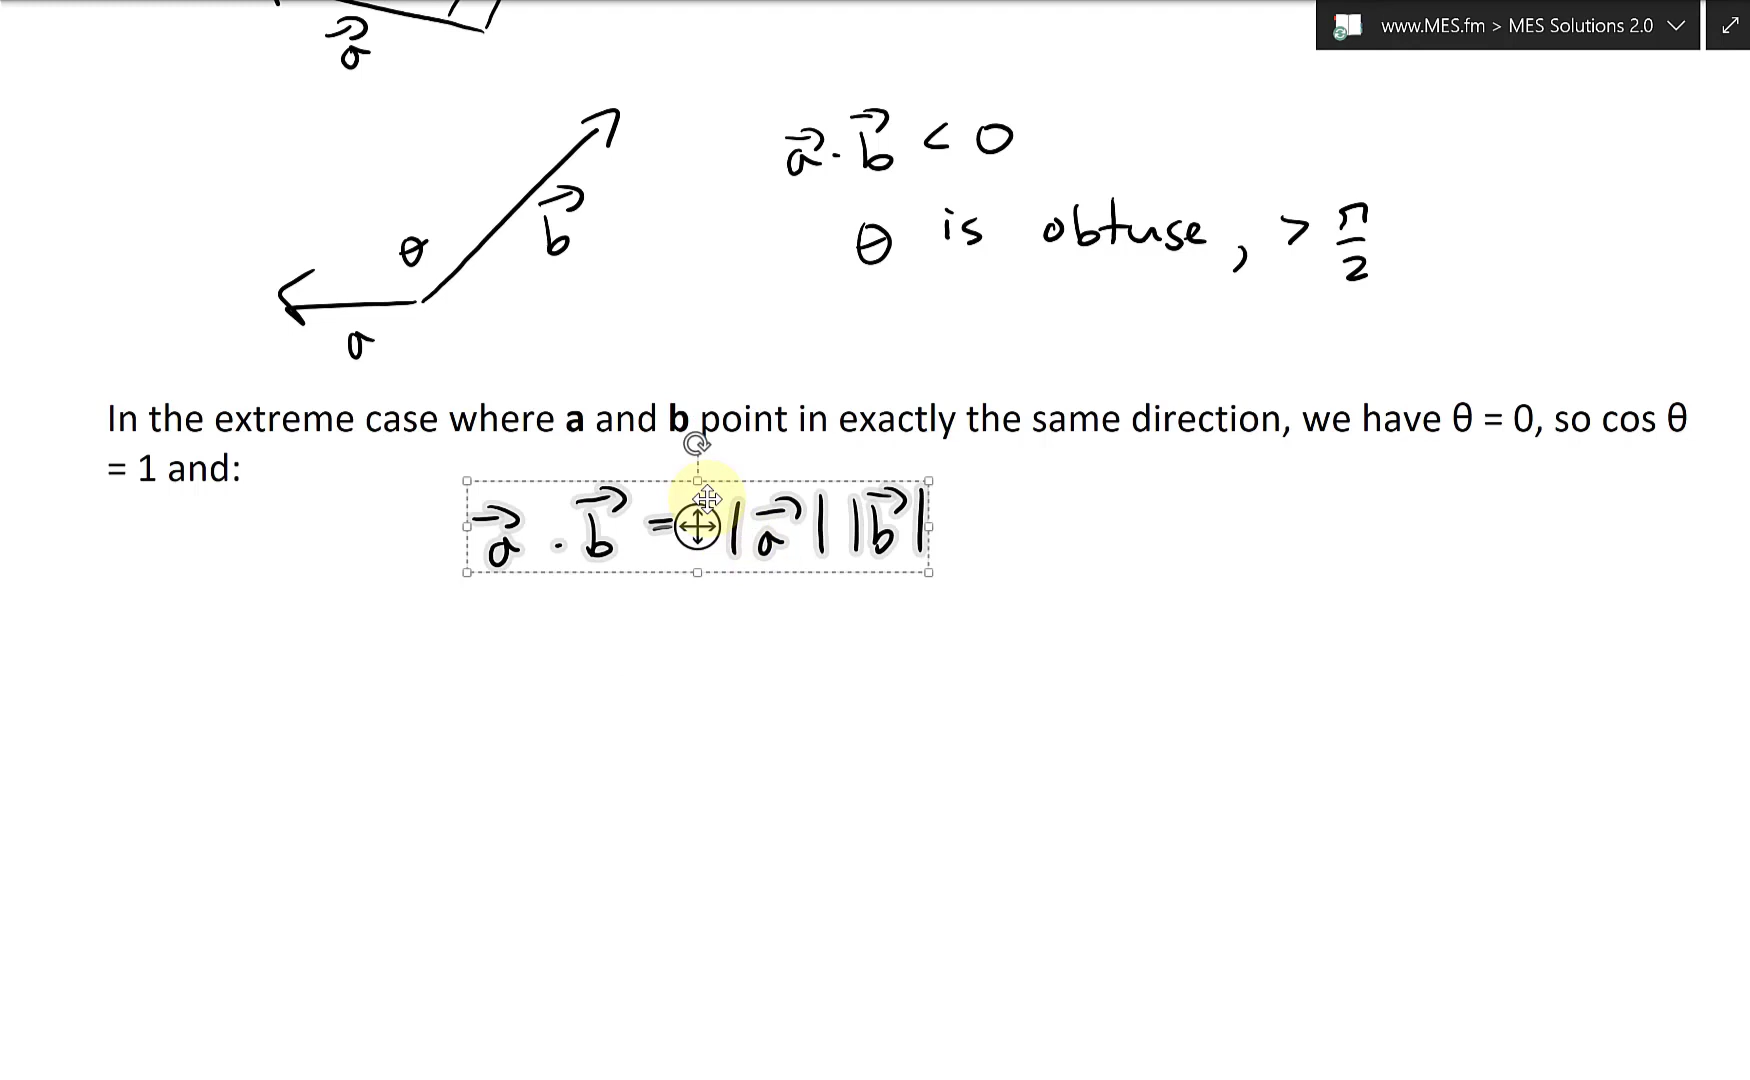 www.MES.fm > MES Solutions 2.0
a⃗
a⃗ · b⃗ < 0
b⃗
θ is obtuse, > π/2
θ
a
In the extreme case where a and b point in exactly the same direction, we have θ = 0, so cos θ
= 1 and:
a⃗ · b⃗ = |a⃗| |b⃗|